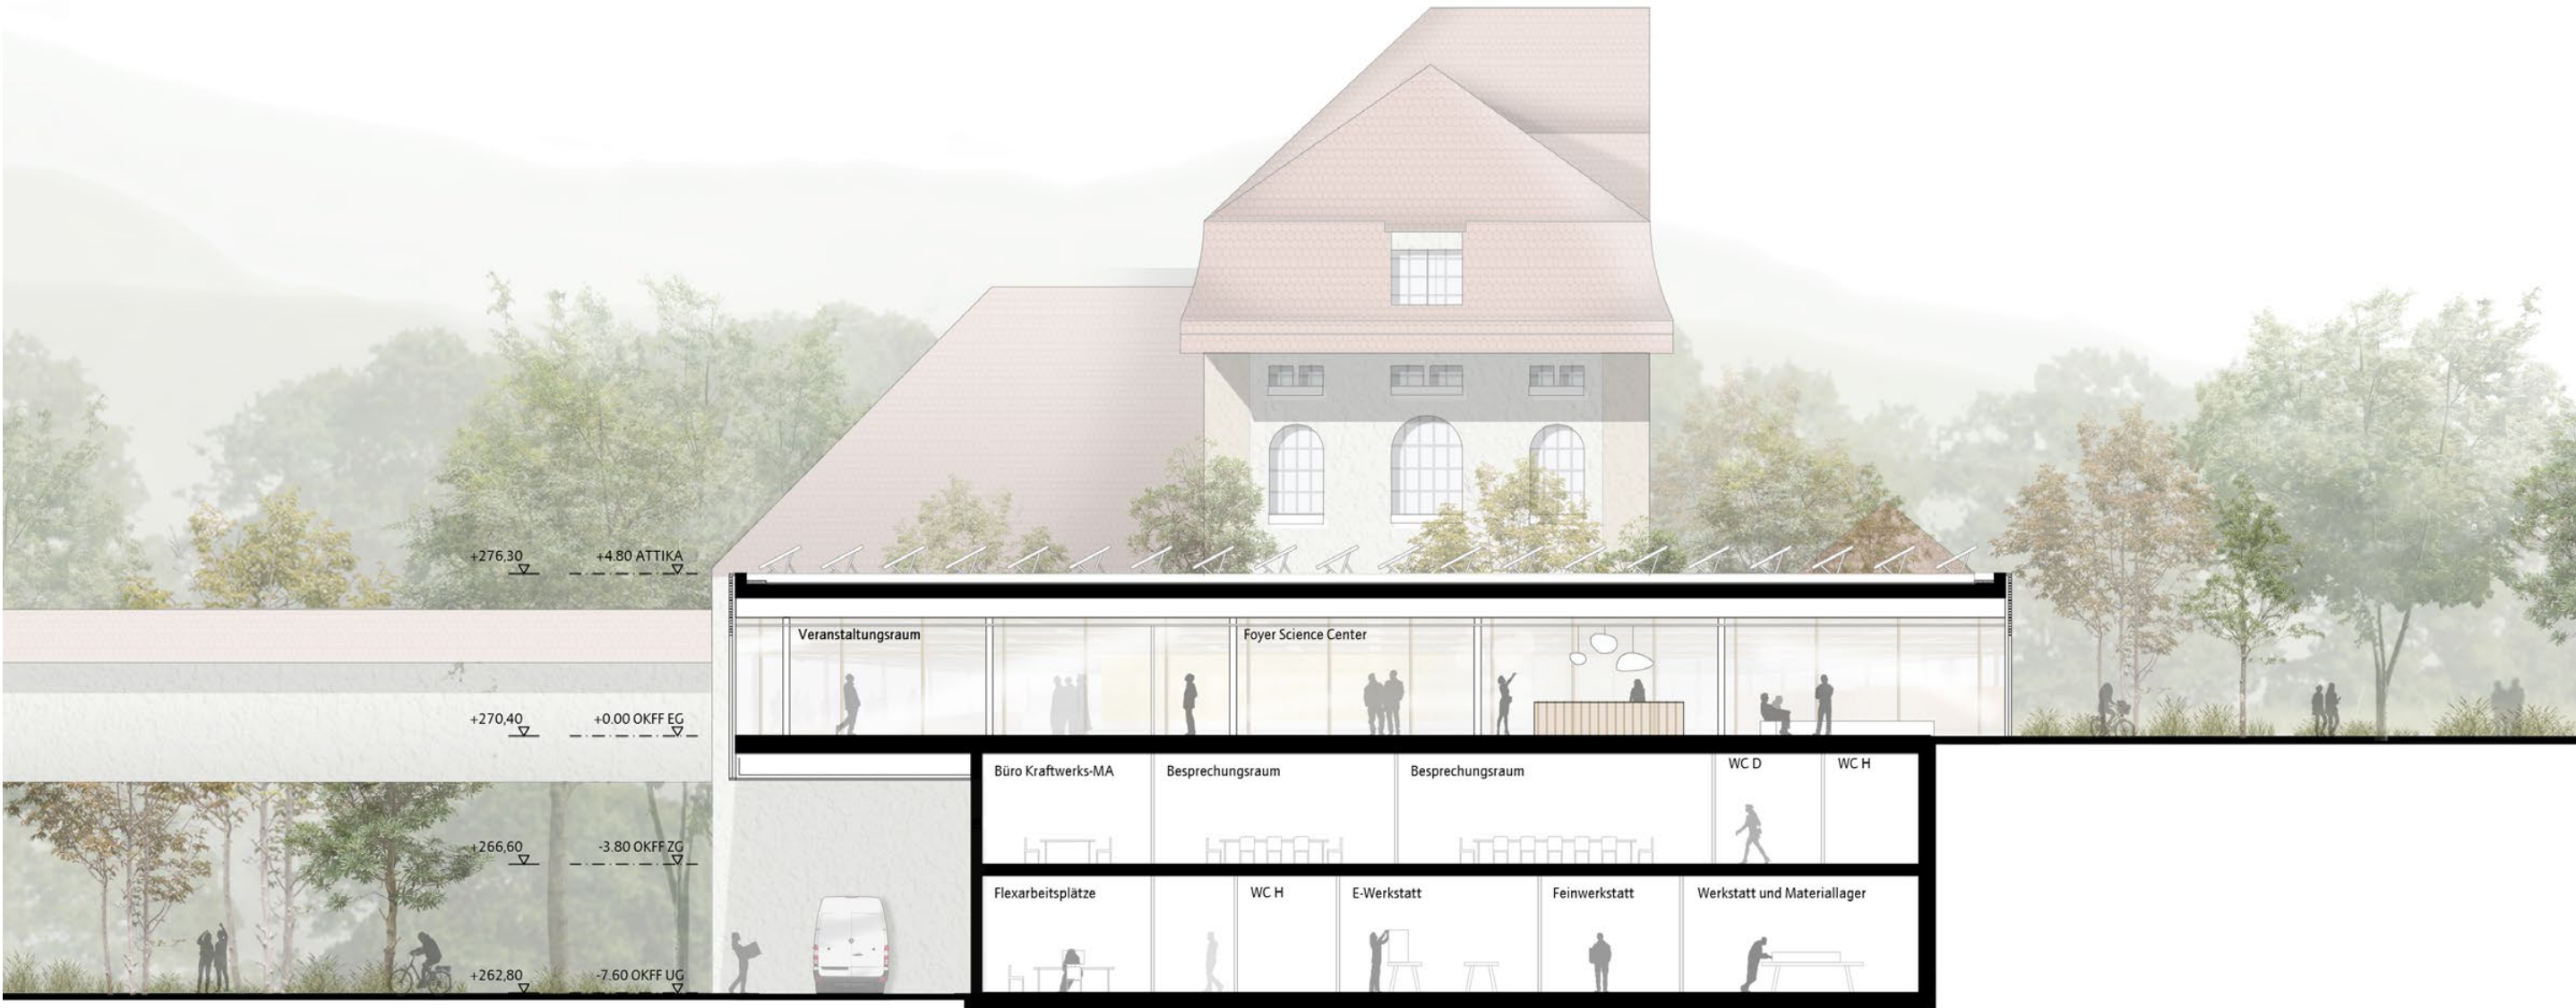 +276,30 +4.80 ATTIKA
Veranstaltungsraum
Foyer Science Center
+270,40 +0.00 OKFF EG
Büro Kraftwerks-MA
Besprechungsraum
Besprechungsraum
WC D
WC H
+266,60 -3.80 OKFF ZG
Flexarbeitsplätze
WC H
E-Werkstatt
Feinwerkstatt
Werkstatt und Materiallager
+262,80 -7.60 OKFF UG